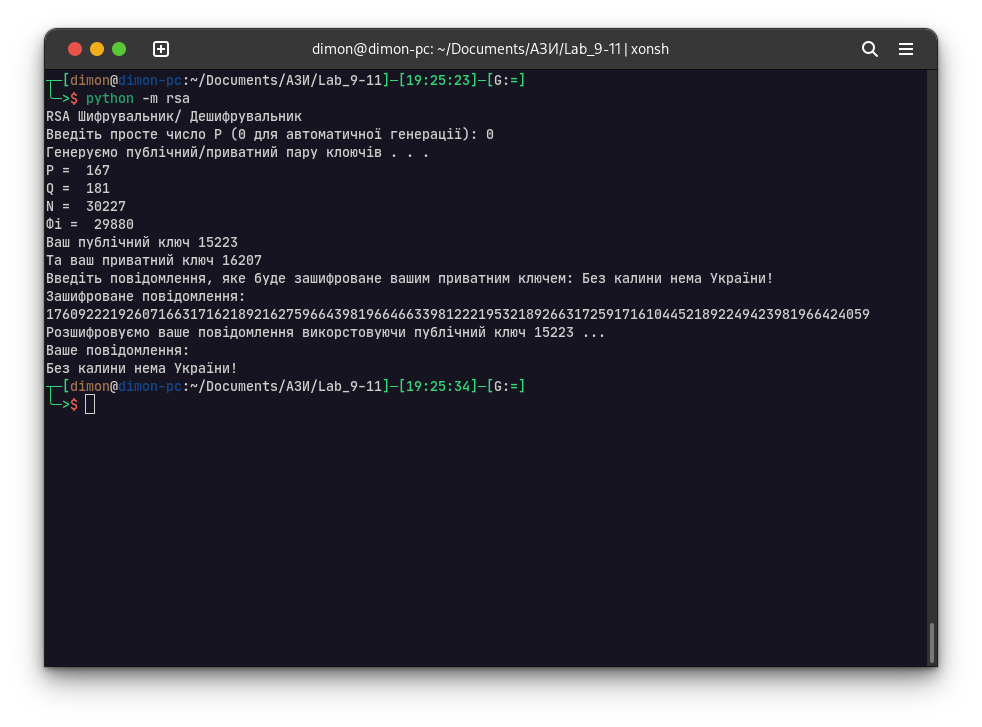 dimon@dimon-pc: ~/Documents/АЗИ/Lab_9-11 | xonsh
┬─[dimon@dimon-pc:~/Documents/АЗИ/Lab_9-11]─[19:25:23]─[G:=]
╰─>$ python -m rsa
RSA Шифрувальник/ Дешифрувальник
Введіть просте число P (0 для автоматичної генерації): 0
Генеруємо публічний/приватний пару клоючів . . .
P =  167
Q =  181
N =  30227
Фі =  29880
Ваш публічний ключ 15223
Та ваш приватний ключ 16207
Введіть повідомлення, яке буде зашифроване вашим приватним ключем: Без калини нема України!
Зашифроване повідомлення:
1760922219260716631716218921627596643981966466339812221953218926631725917161044521892249423981966424059
Розшифровуємо ваше повідомлення викорстовуючи публічний ключ 15223 ...
Ваше повідомлення:
Без калини нема України!
┬─[dimon@dimon-pc:~/Documents/АЗИ/Lab_9-11]─[19:25:34]─[G:=]
╰─>$